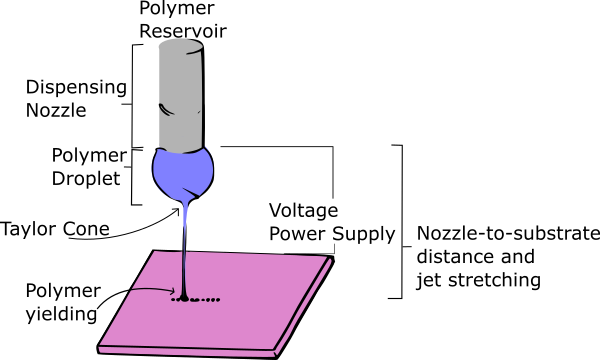 Polymer
Reservoir
Dispensing
Nozzle
Polymer
Droplet
Taylor Cone
Voltage
Power Supply
Nozzle-to-substrate
distance and
jet stretching
Polymer
yielding